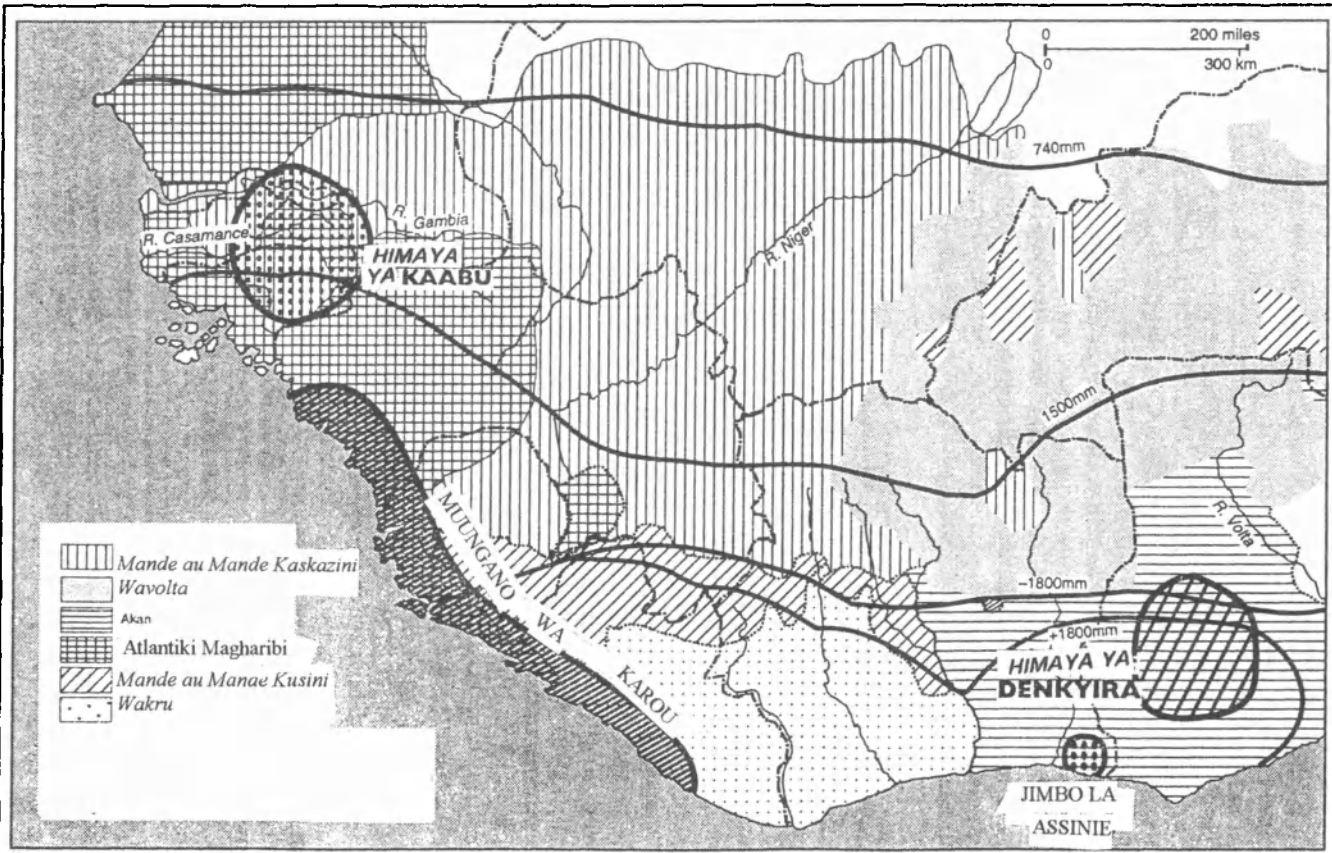 0 200 miles
0 300 km
740mm
R. Gambia
R. Casamance
HIMAYA
YA KAABU
R. Niger
1500mm
R. Volta
MUUNGANO WA KAROU
–1800mm
+1800mm
HIMAYA YA
DENKYIRA
Mande au Mande Kaskazini
Wavolta
Akan
Atlantiki Magharibi
Mande au Manae Kusini
Wakru
JIMBO LA
ASSINIE